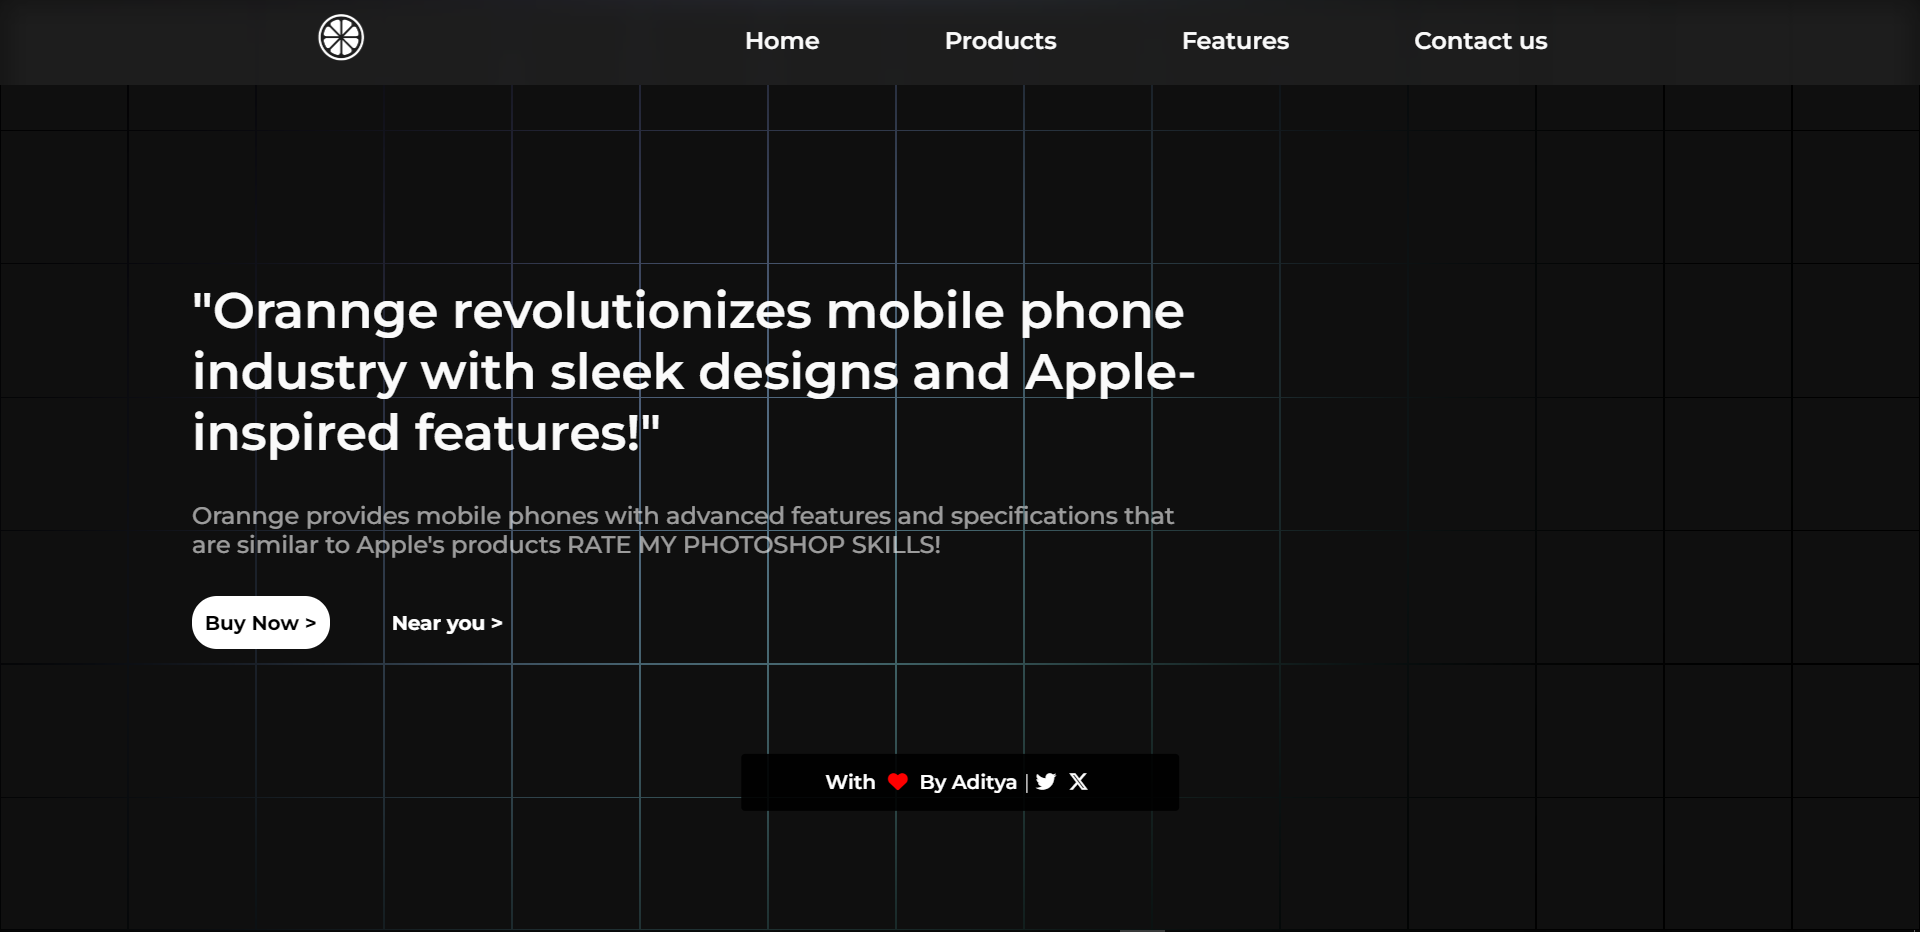 Home Products Features Contact us
"Orannge revolutionizes mobile phone
industry with sleek designs and Apple-
inspired features!"
Orannge provides mobile phones with advanced features and specifications that
are similar to Apple's products RATE MY PHOTOSHOP SKILLS!
Buy Now > Near you >
With ❤ By Aditya |